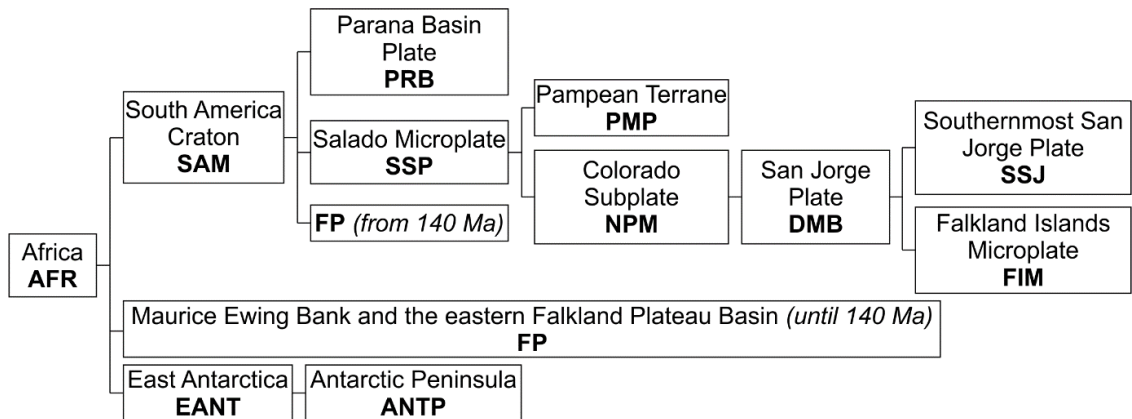 Parana Basin
Plate
PRB
South America
Craton
SAM
Salado Microplate
SSP
FP (from 140 Ma)
Pampean Terrane
PMP
Colorado
Subplate
NPM
San Jorge
Plate
DMB
Southernmost San
Jorge Plate
SSJ
Falkland Islands
Microplate
FIM
Africa
AFR
Maurice Ewing Bank and the eastern Falkland Plateau Basin (until 140 Ma)
FP
East Antarctica
EANT
Antarctic Peninsula
ANTP